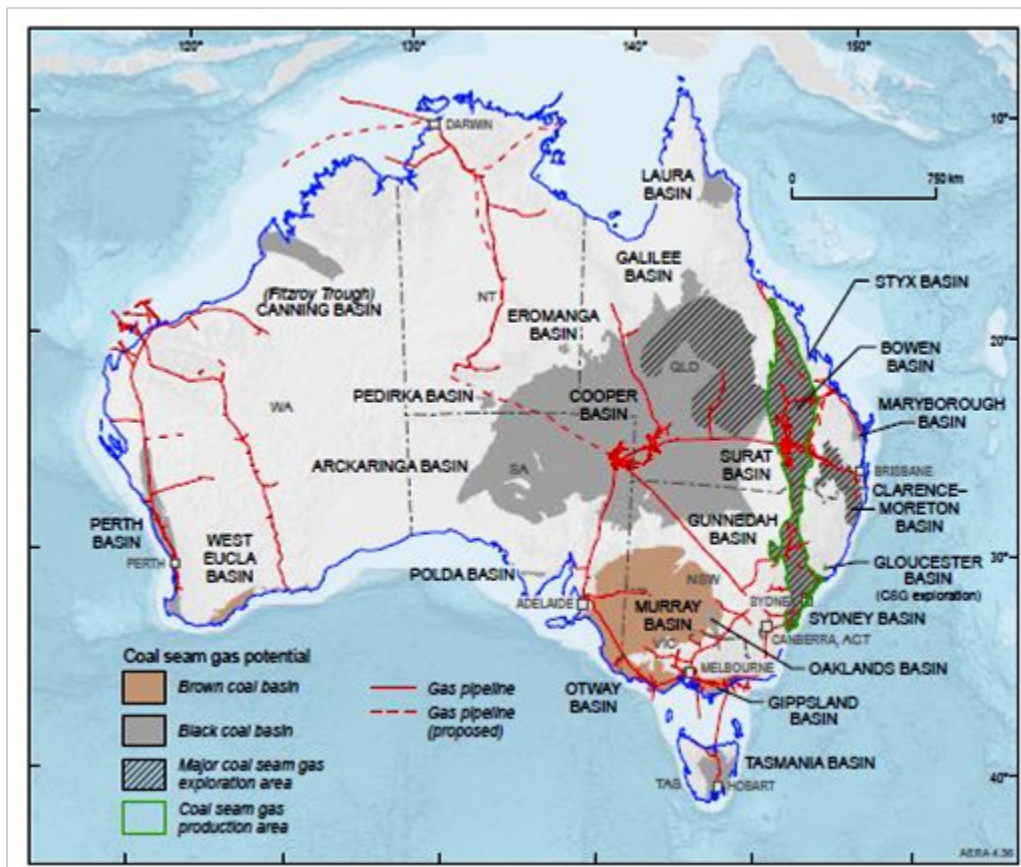 120°
130°
140°
150°
DARWIN
10°
LAURA
BASIN
0
750 km
GALILEE
BASIN
STYX BASIN
(Fitzroy Trough)
CANNING BASIN
NT
EROMANGA
BASIN
20°
BOWEN
BASIN
QLD
WA
PEDIRKA BASIN
COOPER
BASIN
MARYBOROUGH
BASIN
ARCKARINGA BASIN
SA
SURAT
BASIN
BRISBANE
CLARENCE–
MORETON
BASIN
PERTH
BASIN
GUNNEDAH
BASIN
WEST
EUCLA
BASIN
PERTH
30°
GLOUCESTER
BASIN
(CSG exploration)
POLDA BASIN
NSW
ADELAIDE
MURRAY
BASIN
SYDNEY
SYDNEY BASIN
VIC
CANBERRA, ACT
Coal seam gas potential
MELBOURNE
OAKLANDS BASIN
Brown coal basin
Gas pipeline
OTWAY
BASIN
GIPPSLAND
BASIN
Black coal basin
Gas pipeline
(proposed)
Major coal seam gas
exploration area
TASMANIA BASIN
TAS
HOBART
40°
Coal seam gas
production area
AERA 4.36